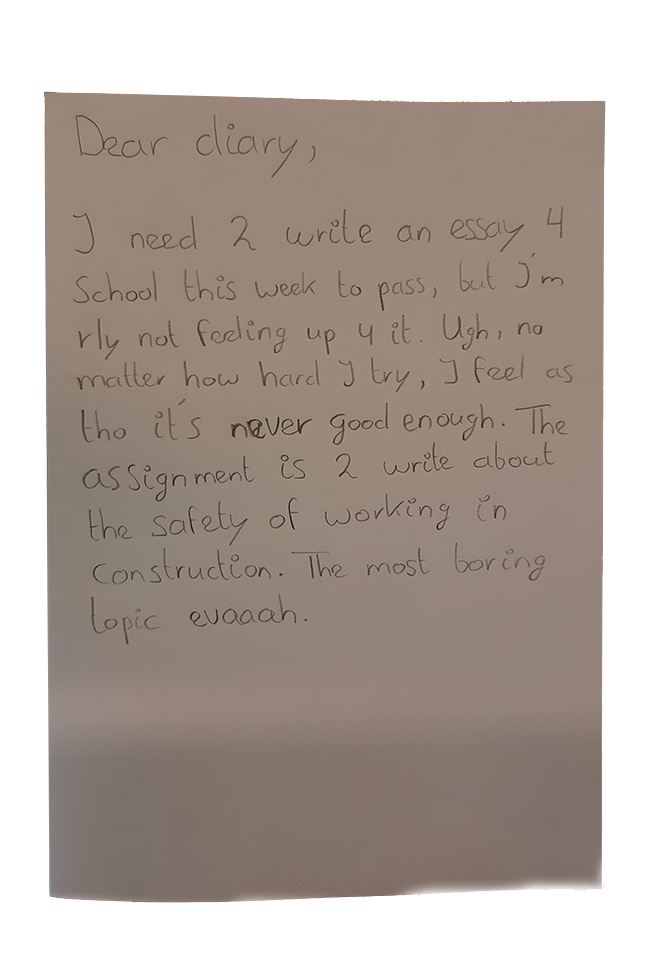 Dear diary,
I need 2 write an essay 4
School this week to pass, but I'm
rly not feeling up 4 it. Ugh, no
matter how hard I try, I feel as
tho it's never good enough. The
assignment is 2 write about
the safety of working in
construction. The most boring
topic evaaah.